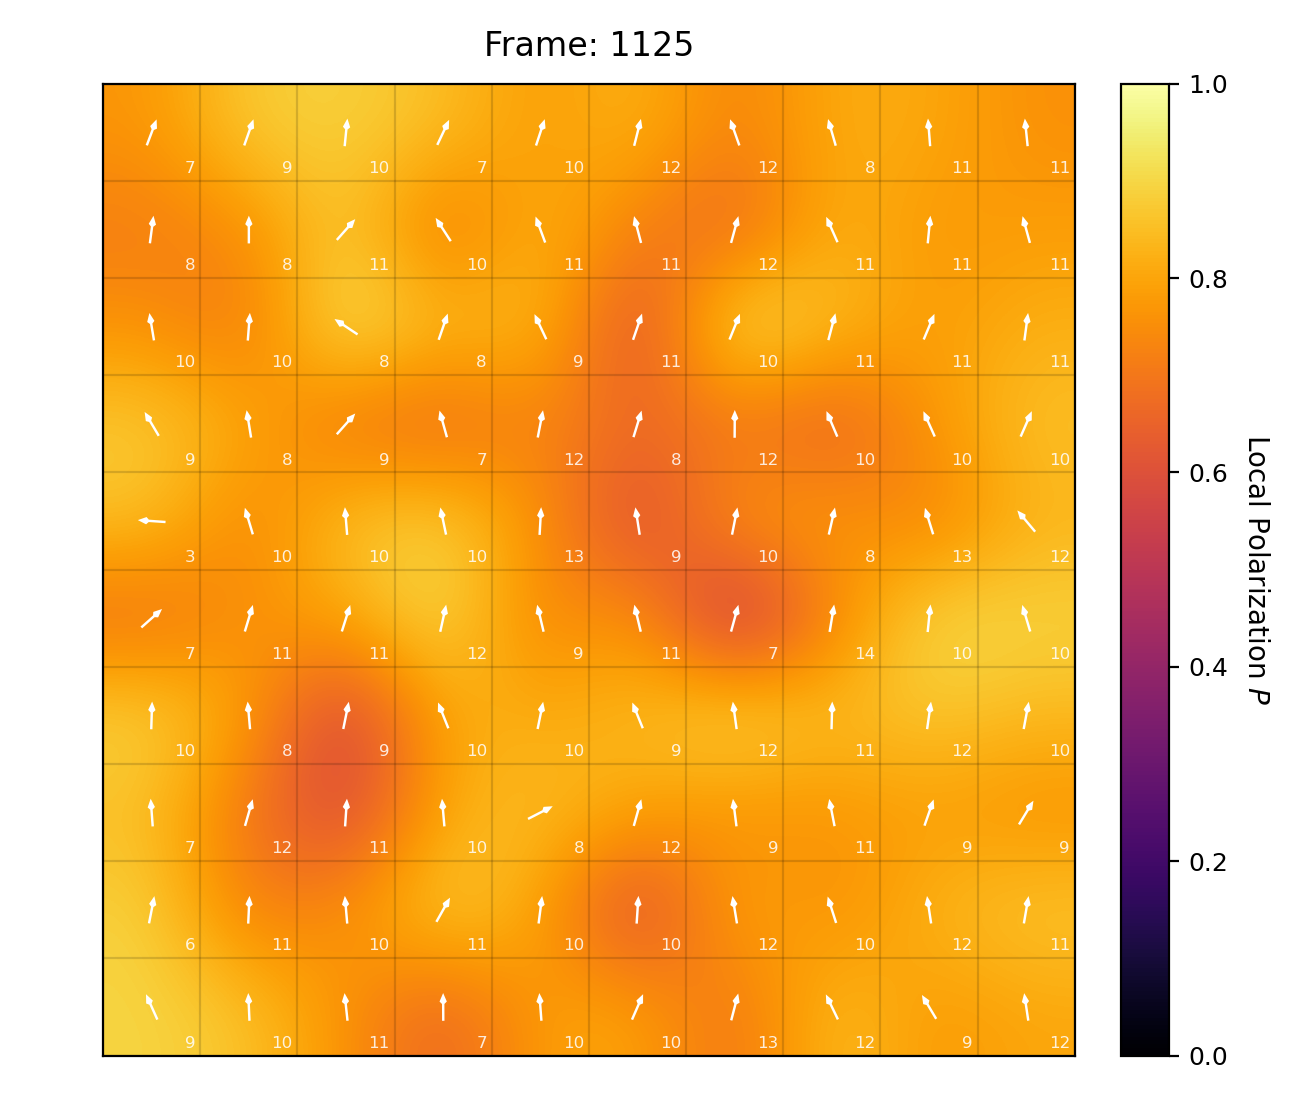 Frame: 1125
7 9 10 7 10 12 12 8 11 11
8 8 11 10 11 11 12 11 11 11
10 10 8 8 9 11 10 11 11 11
9 8 9 7 12 8 12 10 10 10
3 10 10 10 13 9 10 8 13 12
7 11 11 12 9 11 7 14 10 10
10 8 9 10 10 9 12 11 12 10
7 12 11 10 8 12 9 11 9 9
6 11 10 11 10 10 12 10 12 11
9 10 11 7 10 10 13 12 9 12
1.0
0.8
0.6
0.4
0.2
0.0
Local Polarization P